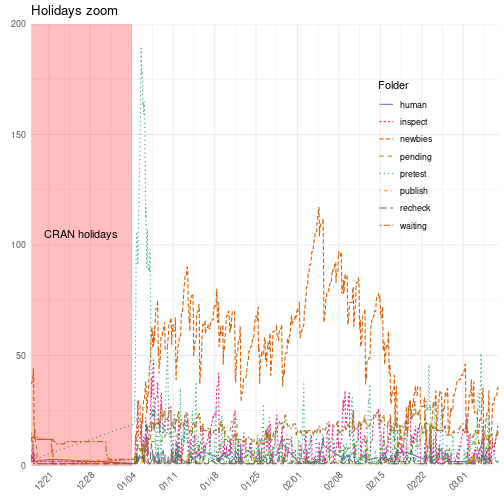 Holidays zoom
200
150
100
50
0
CRAN holidays
Folder
human
inspect
newbies
pending
pretest
publish
recheck
waiting
12/21
12/28
01/04
01/11
01/18
01/25
02/01
02/08
02/15
02/22
03/01